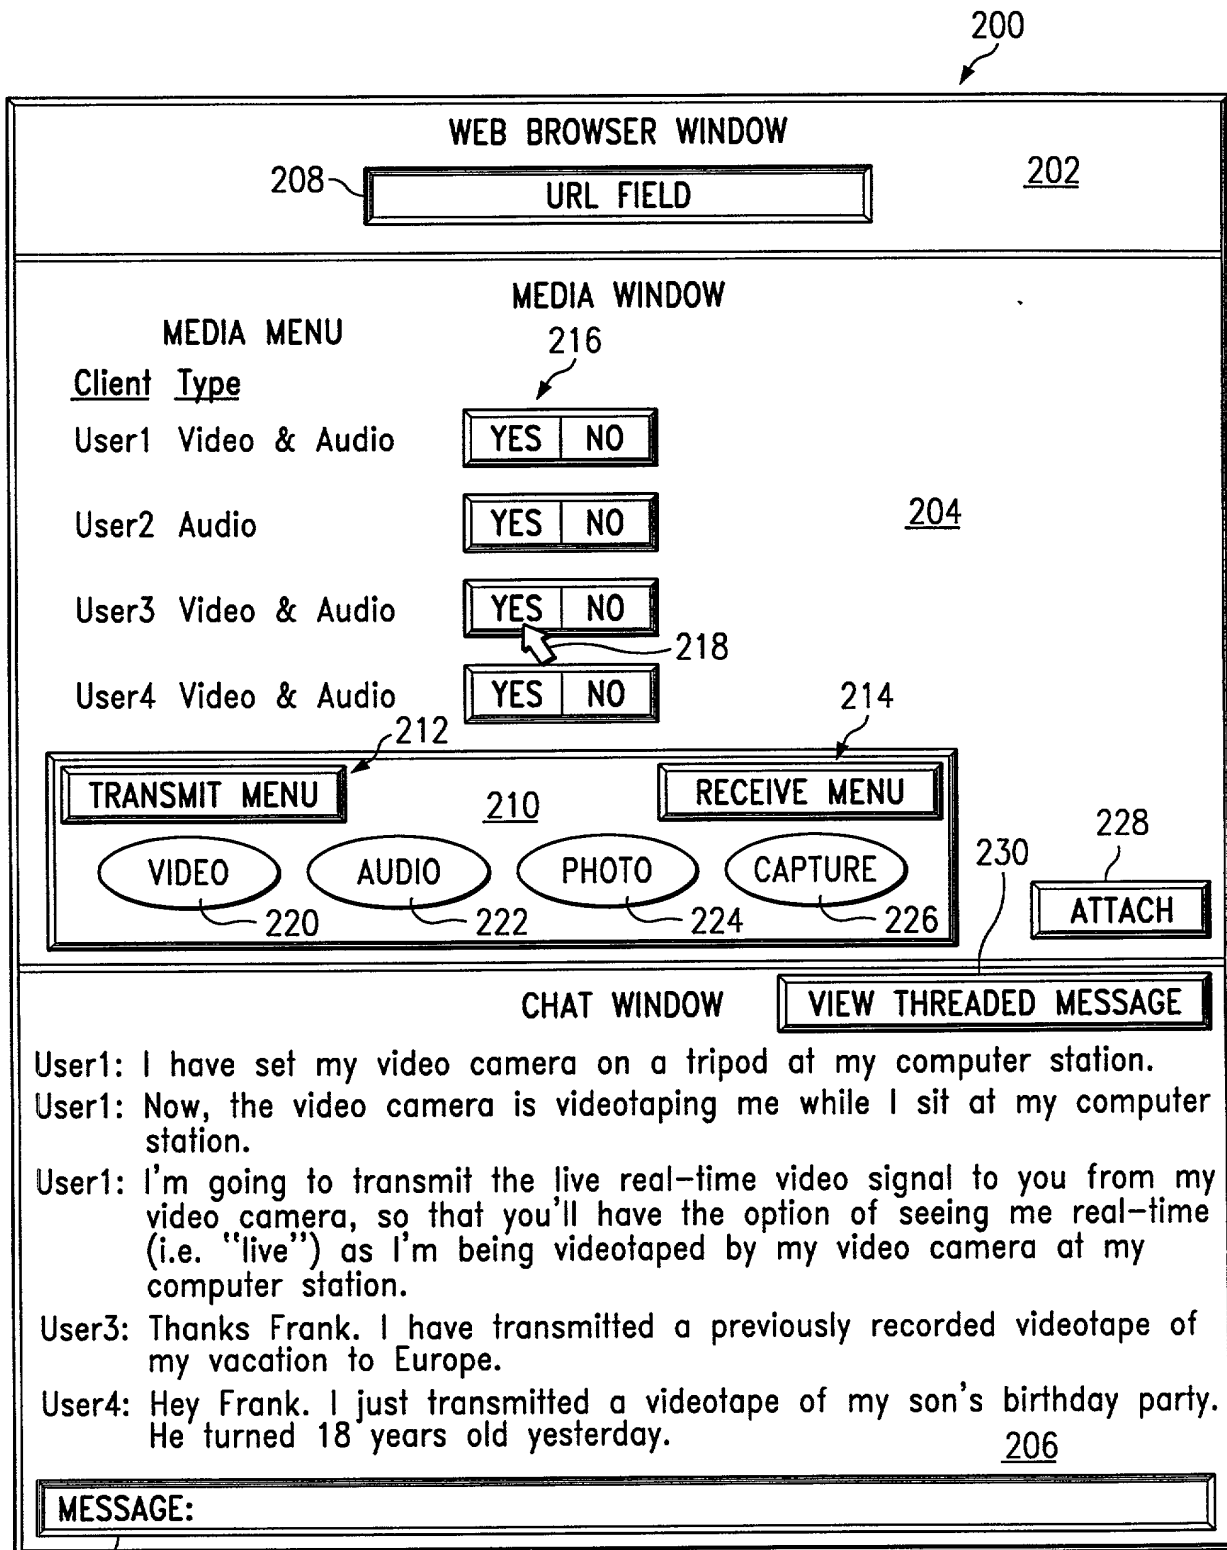 200
WEB BROWSER WINDOW
208
URL FIELD
202
MEDIA WINDOW
MEDIA MENU
216
Client Type
User1 Video & Audio YES NO
User2 Audio YES NO
204
User3 Video & Audio YES NO
218
User4 Video & Audio YES NO
212
214
TRANSMIT MENU
210
RECEIVE MENU
VIDEO AUDIO PHOTO CAPTURE
220 222 224 226
230
228
ATTACH
CHAT WINDOW
VIEW THREADED MESSAGE
User1: I have set my video camera on a tripod at my computer station.
User1: Now, the video camera is videotaping me while I sit at my computer
station.
User1: I'm going to transmit the live real-time video signal to you from my
video camera, so that you'll have the option of seeing me real-time
(i.e. "live") as I'm being videotaped by my video camera at my
computer station.
User3: Thanks Frank. I have transmitted a previously recorded videotape of
my vacation to Europe.
User4: Hey Frank. I just transmitted a videotape of my son's birthday party.
He turned 18 years old yesterday.
206
MESSAGE: